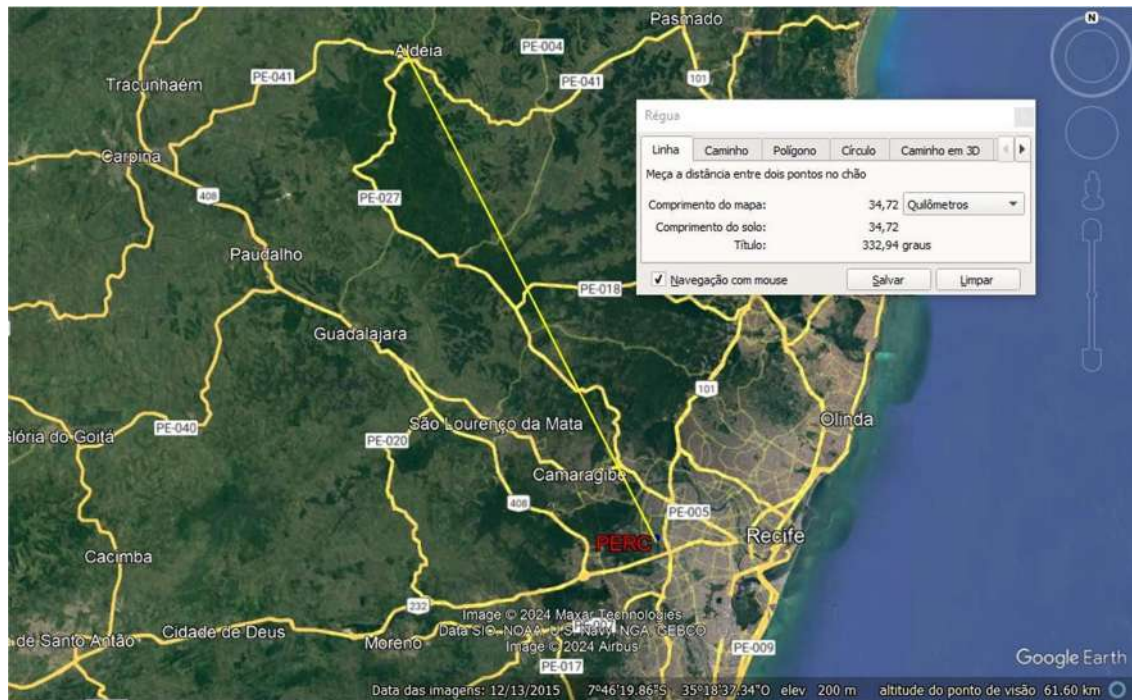 N
Pasmado
Aldeia
PE-004
PE-041
PE-041
101
Tracunhaém
Régua
Linha Caminho Polígono Círculo Caminho em 3D
Meça a distância entre dois pontos no chão
Comprimento do mapa: 34,72 Quilômetros
Comprimento do solo: 34,72
Título: 332,94 graus
Navegação com mouse Salvar Limpar
Carpina
408
PE-027
Paudalho
PE-018
Guadalajara
101
Olinda
São Lourenço da Mata
PE-040
Glória do Goitá
PE-020
Camaragibe
408
PE-005
PERC
Recife
Cacimba
232
Image © 2024 Maxar Technologies
Data SIO, NOAA, U.S. Navy, NGA, GEBCO
Image © 2024 Airbus
Cidade de Deus
Moreno
de Santo Antão
PE-009
PE-017
Google Earth
Data das imagens: 12/13/2015 7°46'19.86"S 35°18'37.34"O elev 200 m altitude do ponto de visão 61.60 km